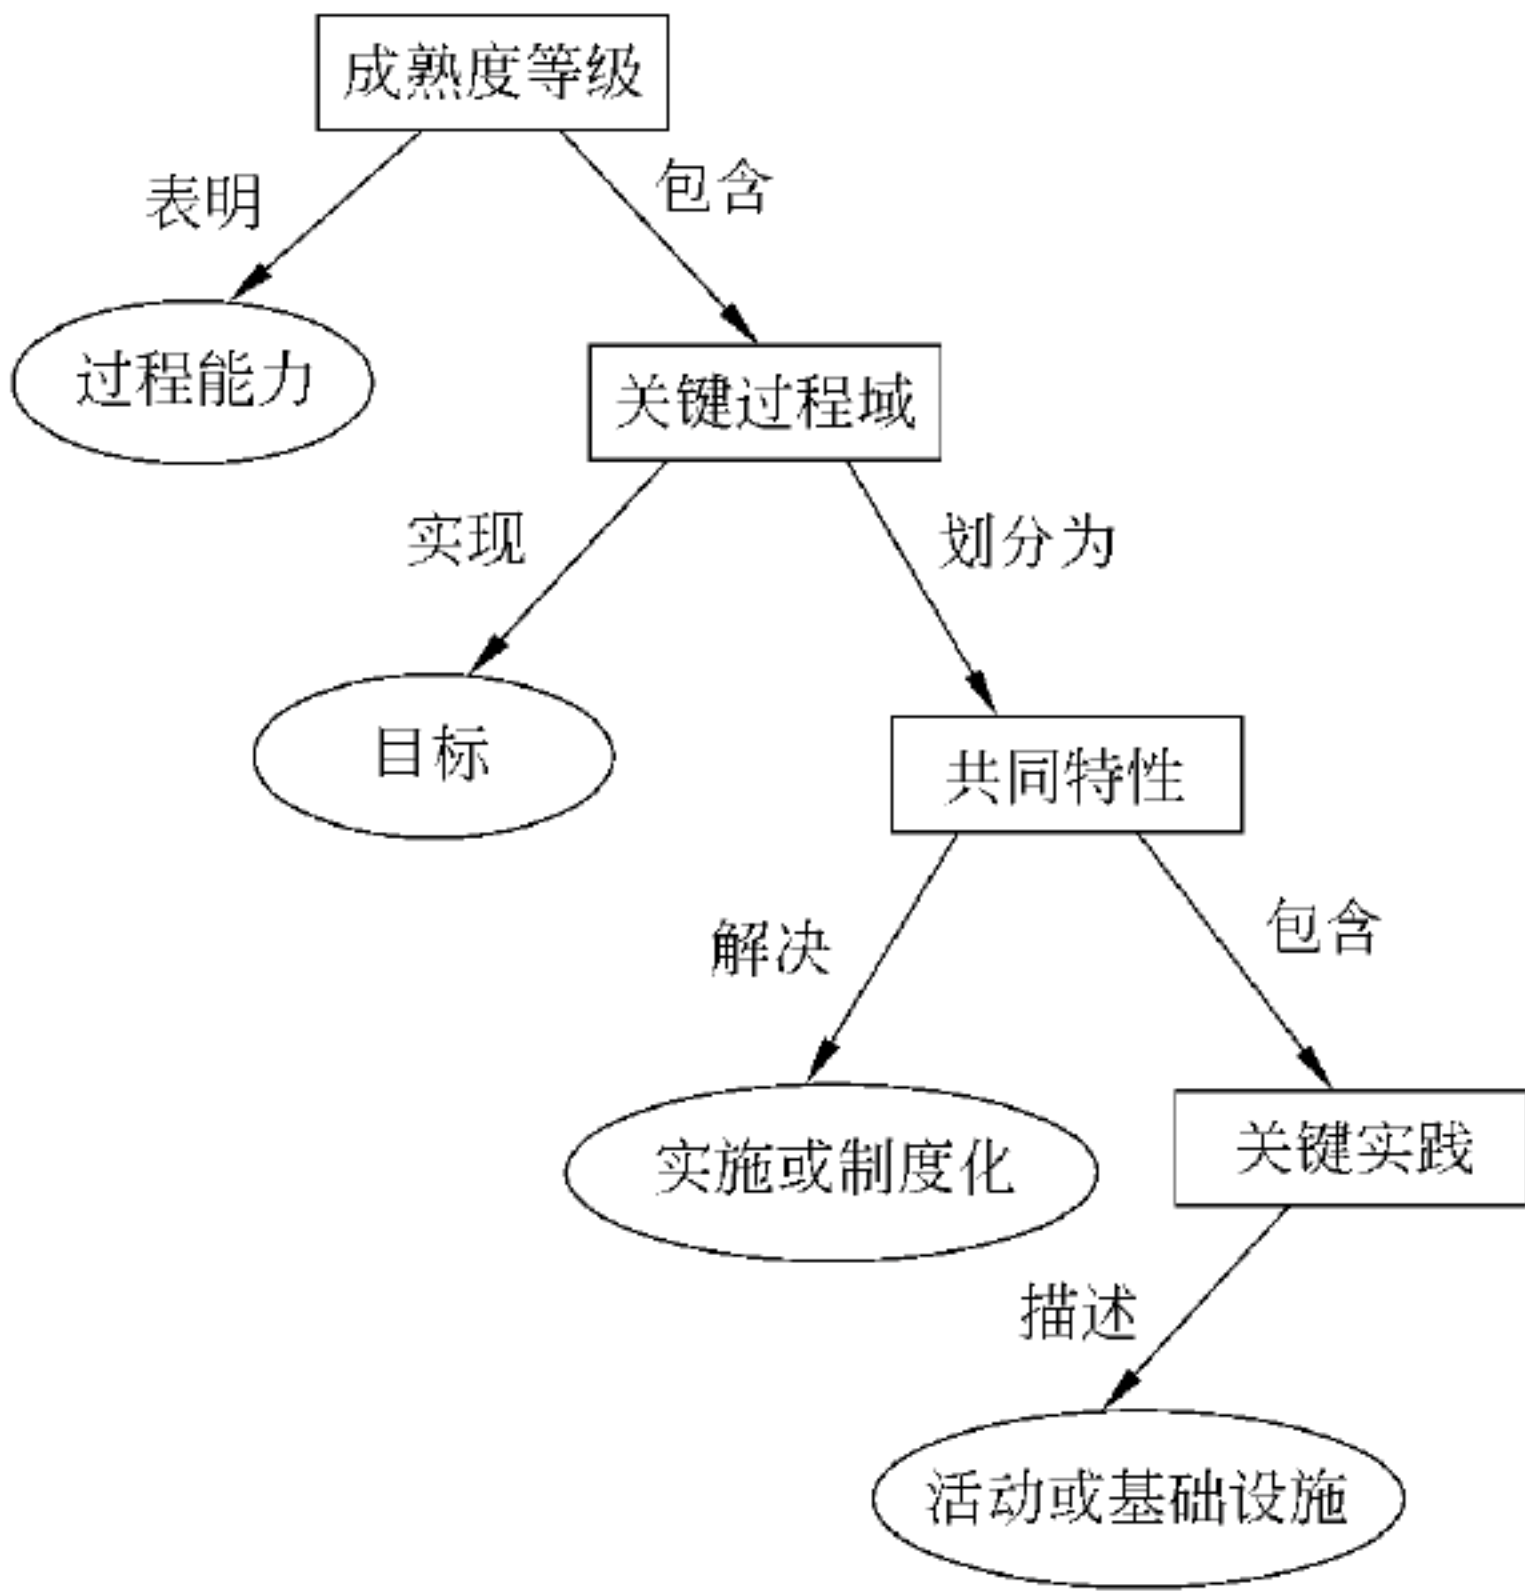 成熟度等级
表明
包含
过程能力
关键过程域
实现
划分为
目标
共同特性
解决
包含
实施或制度化
关键实践
描述
活动或基础设施